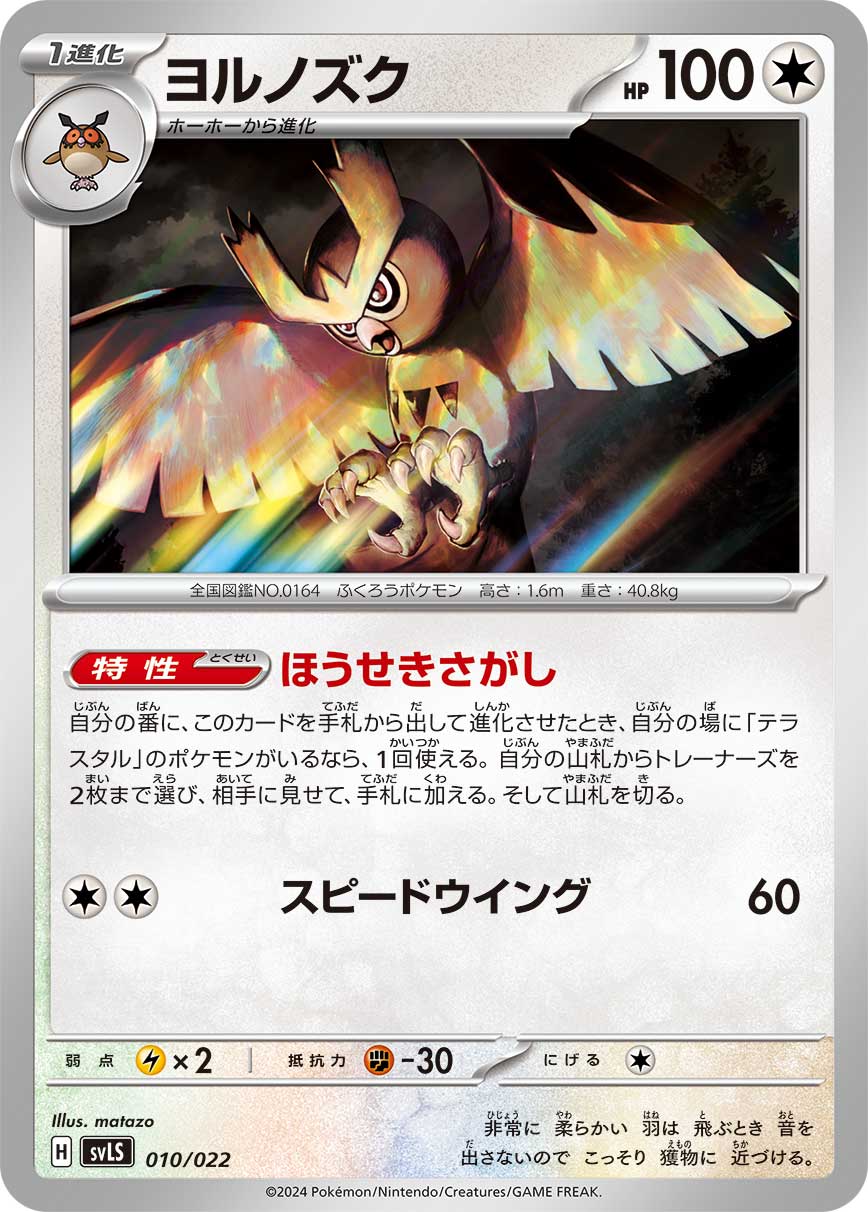 1進化
ヨルノズク
HP 100
ホーホーから進化
全国図鑑NO.0164 ふくろうポケモン 高さ：1.6m 重さ：40.8kg
特性 とくせい ほうせきさがし
自分の番に、このカードを手札から出して進化させたとき、自分の場に「テラ
スタル」のポケモンがいるなら、1回使える。自分の山札からトレーナーズを
2枚まで選び、相手に見せて、手札に加える。そして山札を切る。
スピードウイング 60
弱点 ×2 抵抗力 -30 にげる
Illus. matazo
H svLS 010/022
非常に 柔らかい 羽は 飛ぶとき 音を
出さないので こっそり 獲物に 近づける。
©2024 Pokémon/Nintendo/Creatures/GAME FREAK.